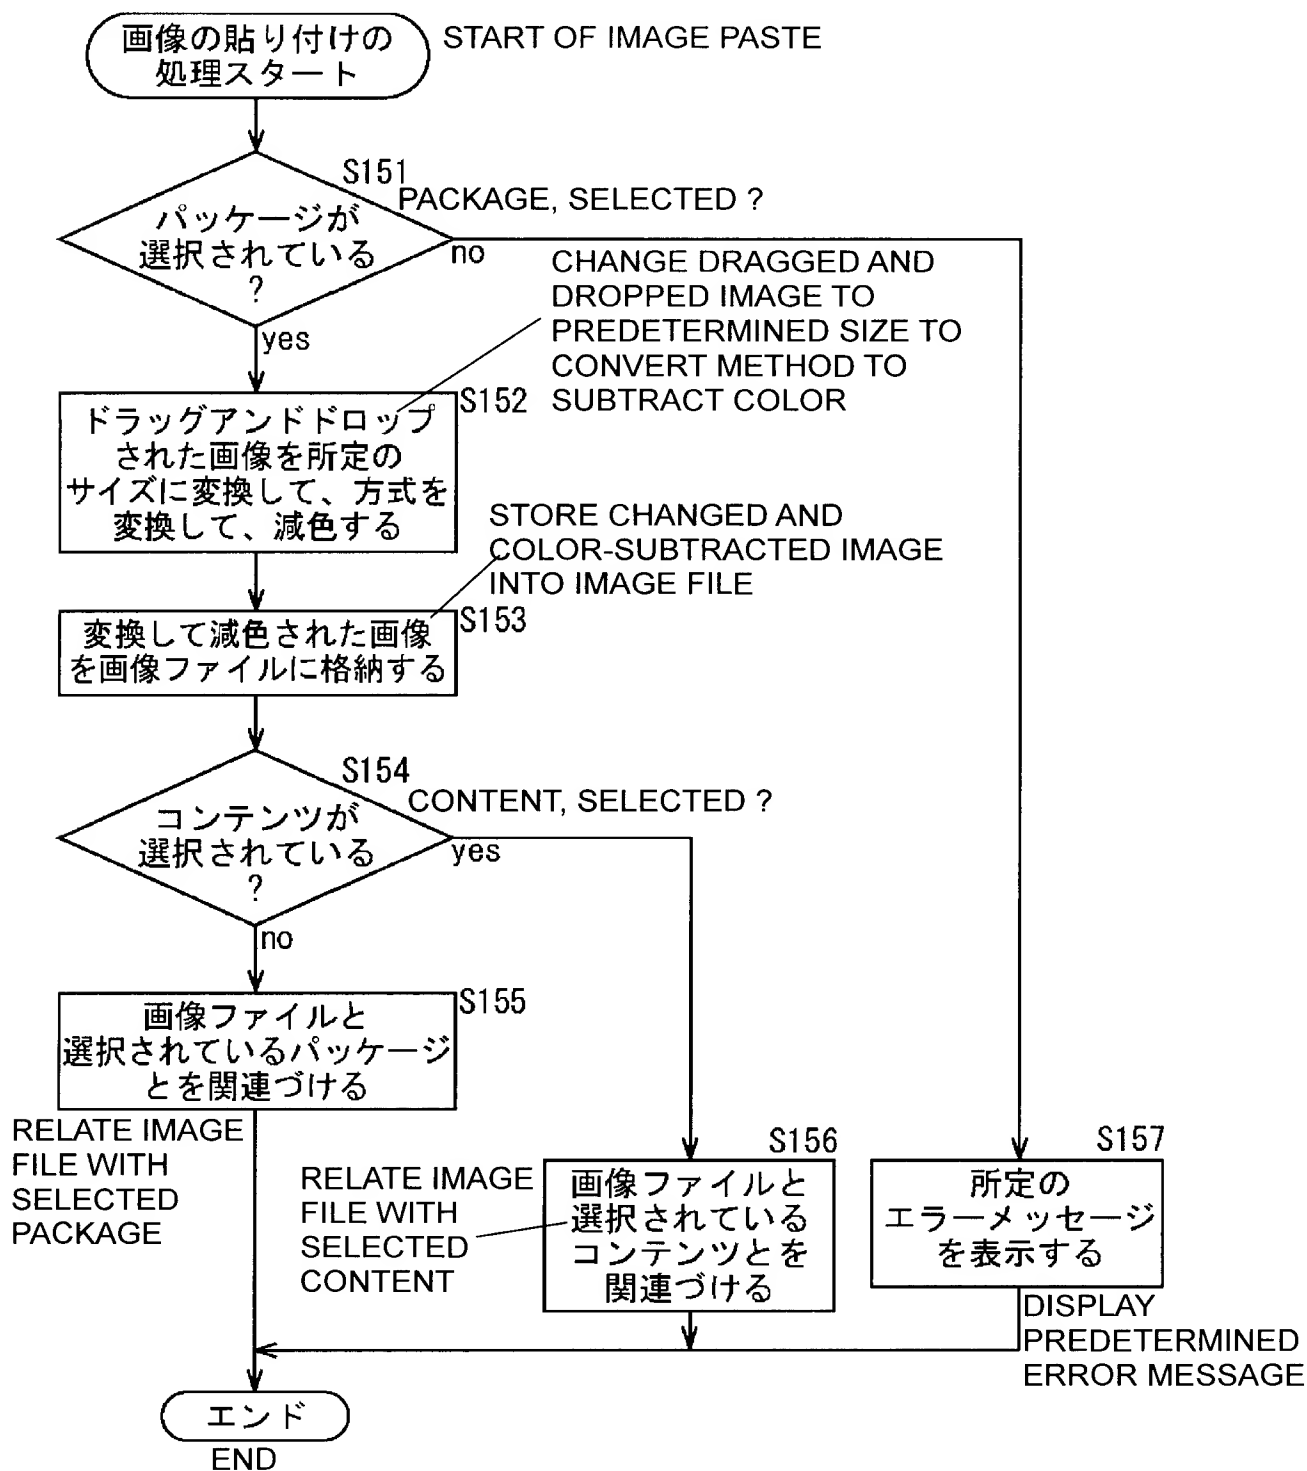 画像の貼り付けの
処理スタート
START OF IMAGE PASTE
S151
PACKAGE, SELECTED ?
パッケージが
選択されている
?
no
yes
CHANGE DRAGGED AND
DROPPED IMAGE TO
PREDETERMINED SIZE TO
CONVERT METHOD TO
SUBTRACT COLOR
S152
ドラッグアンドドロップ
された画像を所定の
サイズに変換して、方式を
変換して、減色する
STORE CHANGED AND
COLOR-SUBTRACTED IMAGE
INTO IMAGE FILE
S153
変換して減色された画像
を画像ファイルに格納する
S154
CONTENT, SELECTED ?
コンテンツが
選択されている
?
yes
no
S155
画像ファイルと
選択されているパッケージ
とを関連づける
RELATE IMAGE
FILE WITH
SELECTED
PACKAGE
S156
RELATE IMAGE
FILE WITH
SELECTED
CONTENT
画像ファイルと
選択されている
コンテンツとを
関連づける
S157
所定の
エラーメッセージ
を表示する
DISPLAY
PREDETERMINED
ERROR MESSAGE
エンド
END